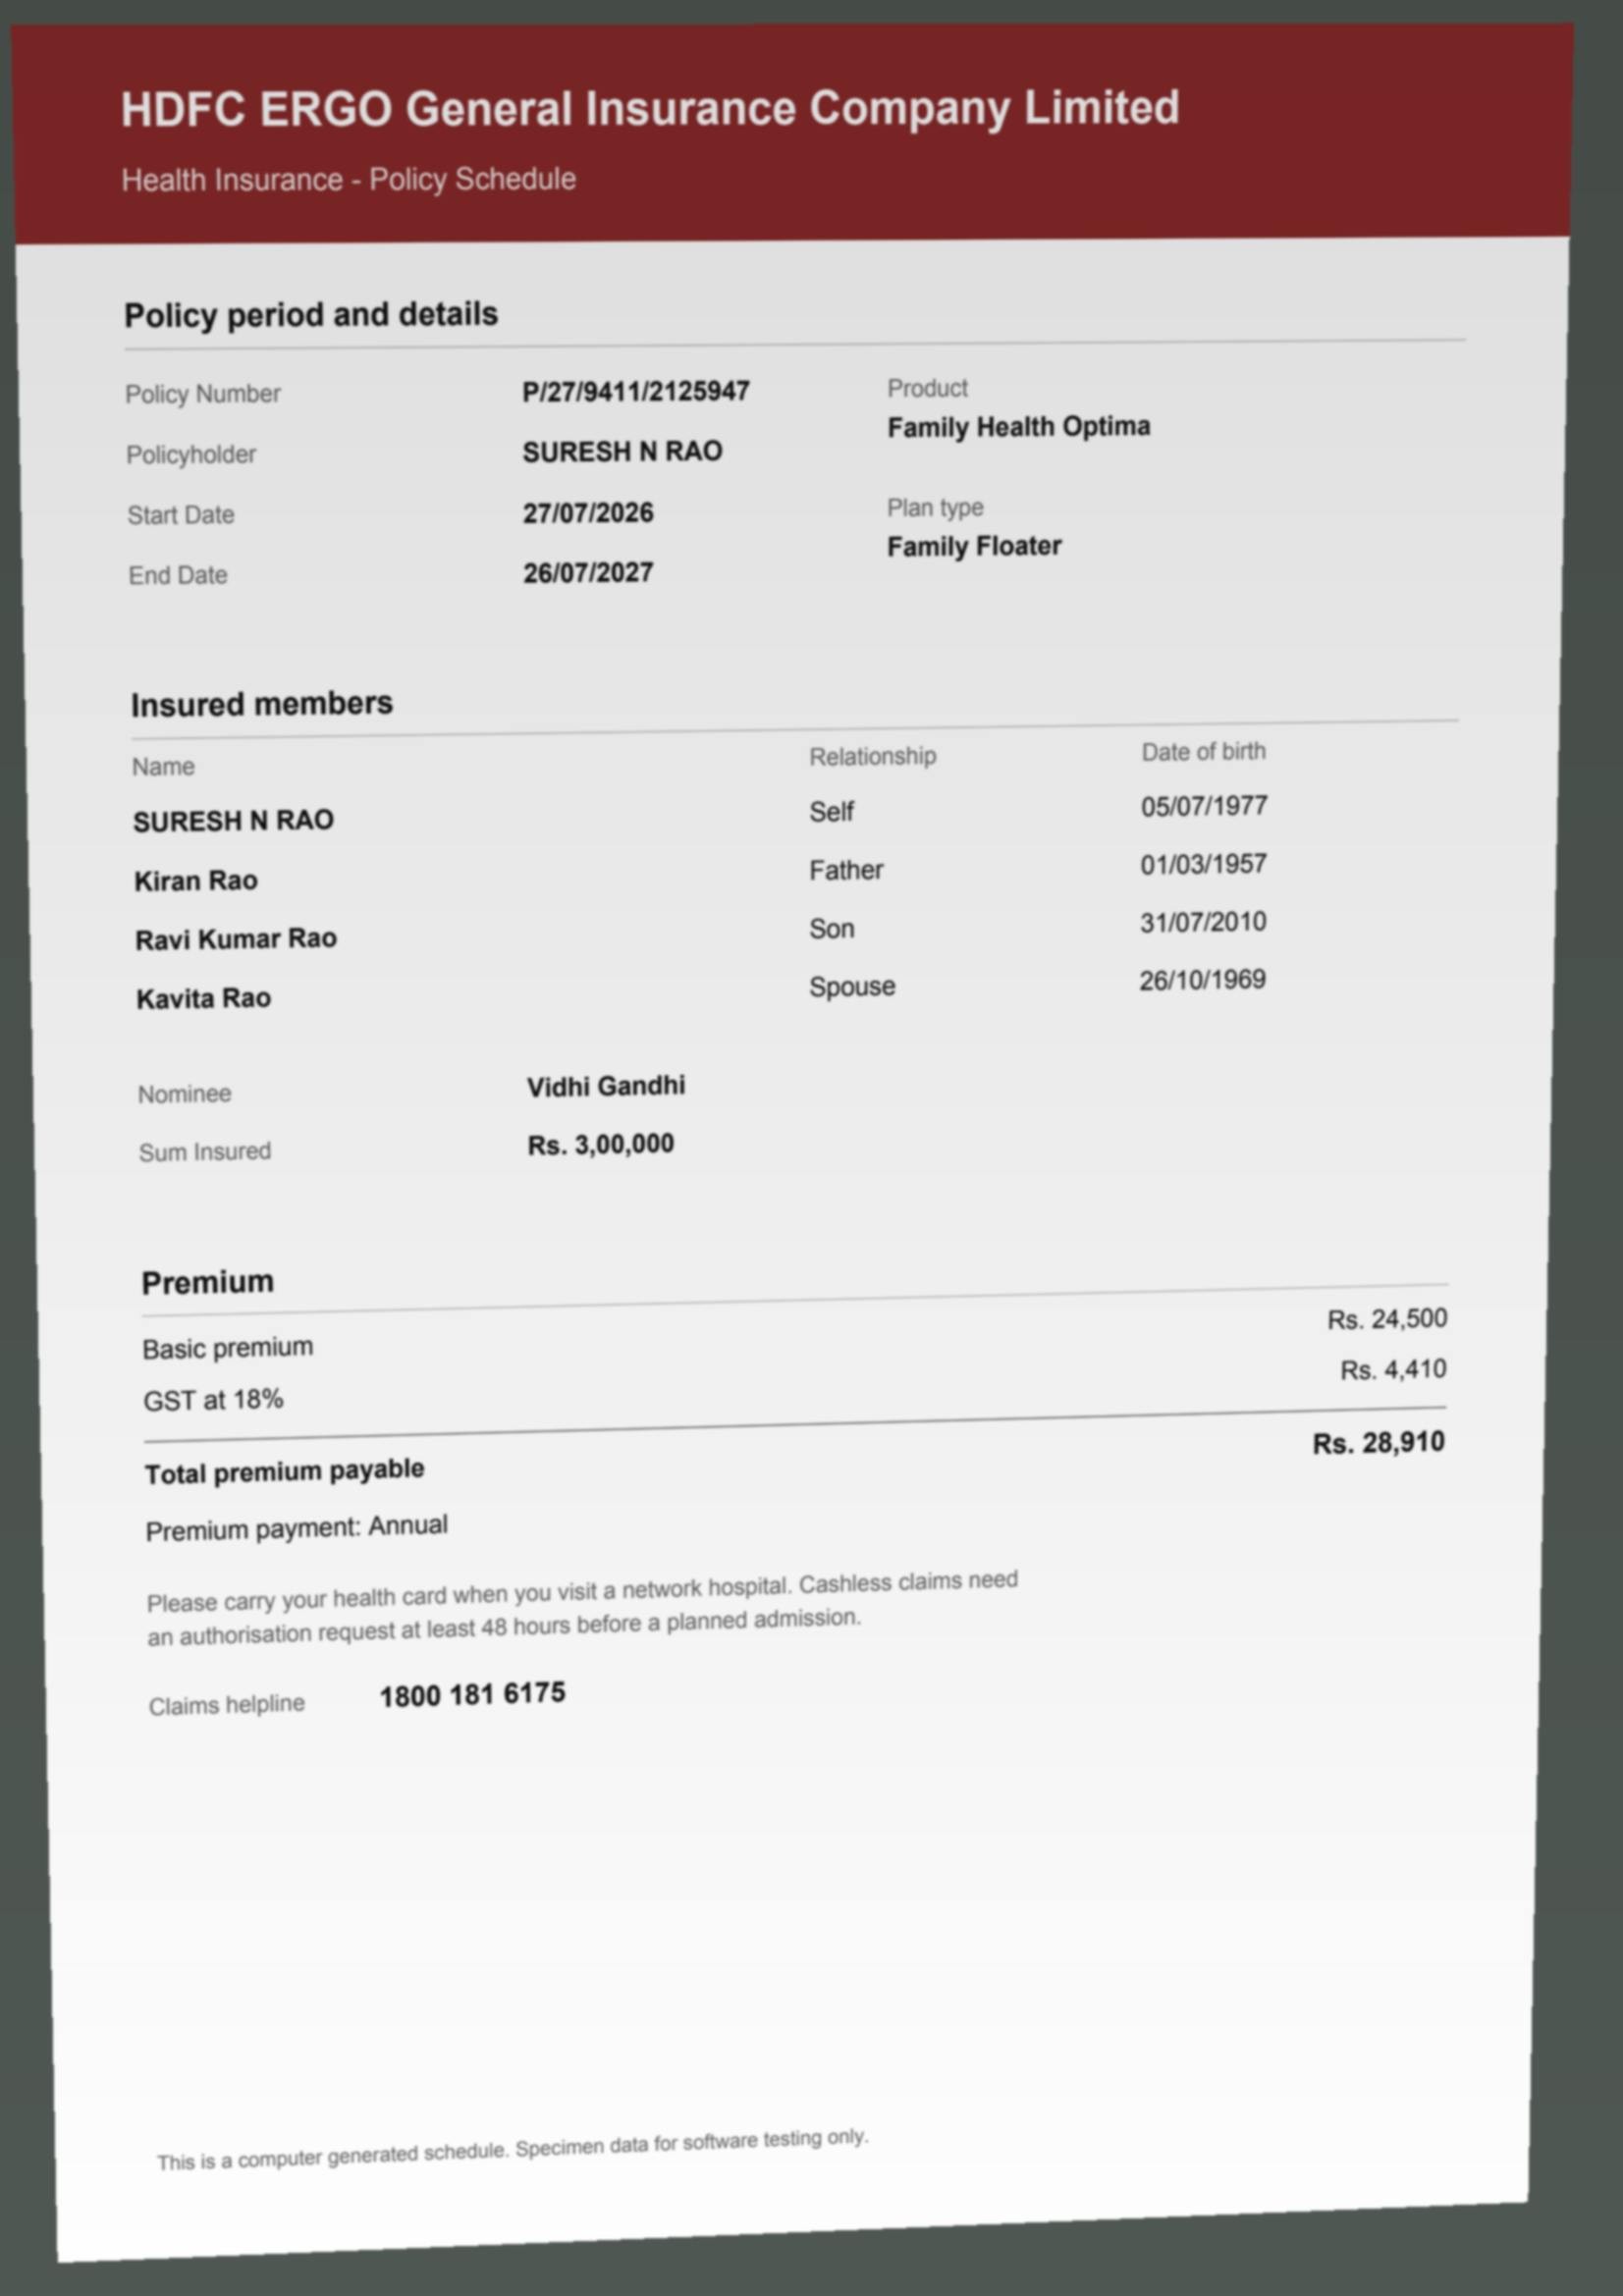 HDFC ERGO General Insurance Company Limited
Health Insurance - Policy Schedule
Policy period and details
Policy Number P/27/9411/2125947
Policyholder SURESH N RAO
Start Date 27/07/2026
End Date 26/07/2027
Product
Family Health Optima
Plan type
Family Floater
Insured members
Name Relationship Date of birth
SURESH N RAO Self 05/07/1977
Kiran Rao Father 01/03/1957
Ravi Kumar Rao Son 31/07/2010
Kavita Rao Spouse 26/10/1969
Nominee Vidhi Gandhi
Sum Insured Rs. 3,00,000
Premium
Basic premium Rs. 24,500
GST at 18% Rs. 4,410
Total premium payable Rs. 28,910
Premium payment: Annual
Please carry your health card when you visit a network hospital. Cashless claims need
an authorisation request at least 48 hours before a planned admission.
Claims helpline 1800 181 6175
This is a computer generated schedule. Specimen data for software testing only.